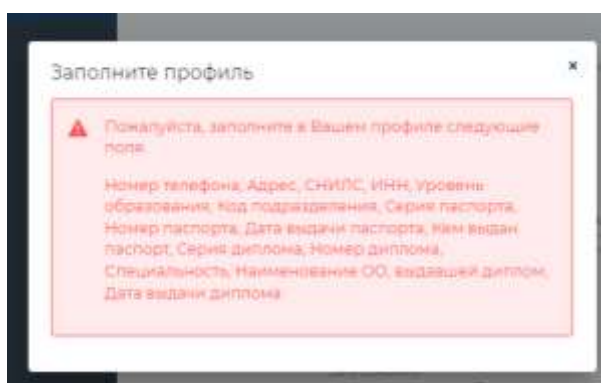 Заполните профиль
×
Пожалуйста, заполните в Вашем профиле следующие
поля
Номер телефона, Адрес, СНИЛС, ИНН, Уровень
образования, Код подразделения, Серия паспорта,
Номер паспорта, Дата выдачи паспорта, Кем выдан
паспорт, Серия диплома, Номер диплома,
Специальность, Наименование ОО, выдавшей диплом,
Дата выдачи диплома